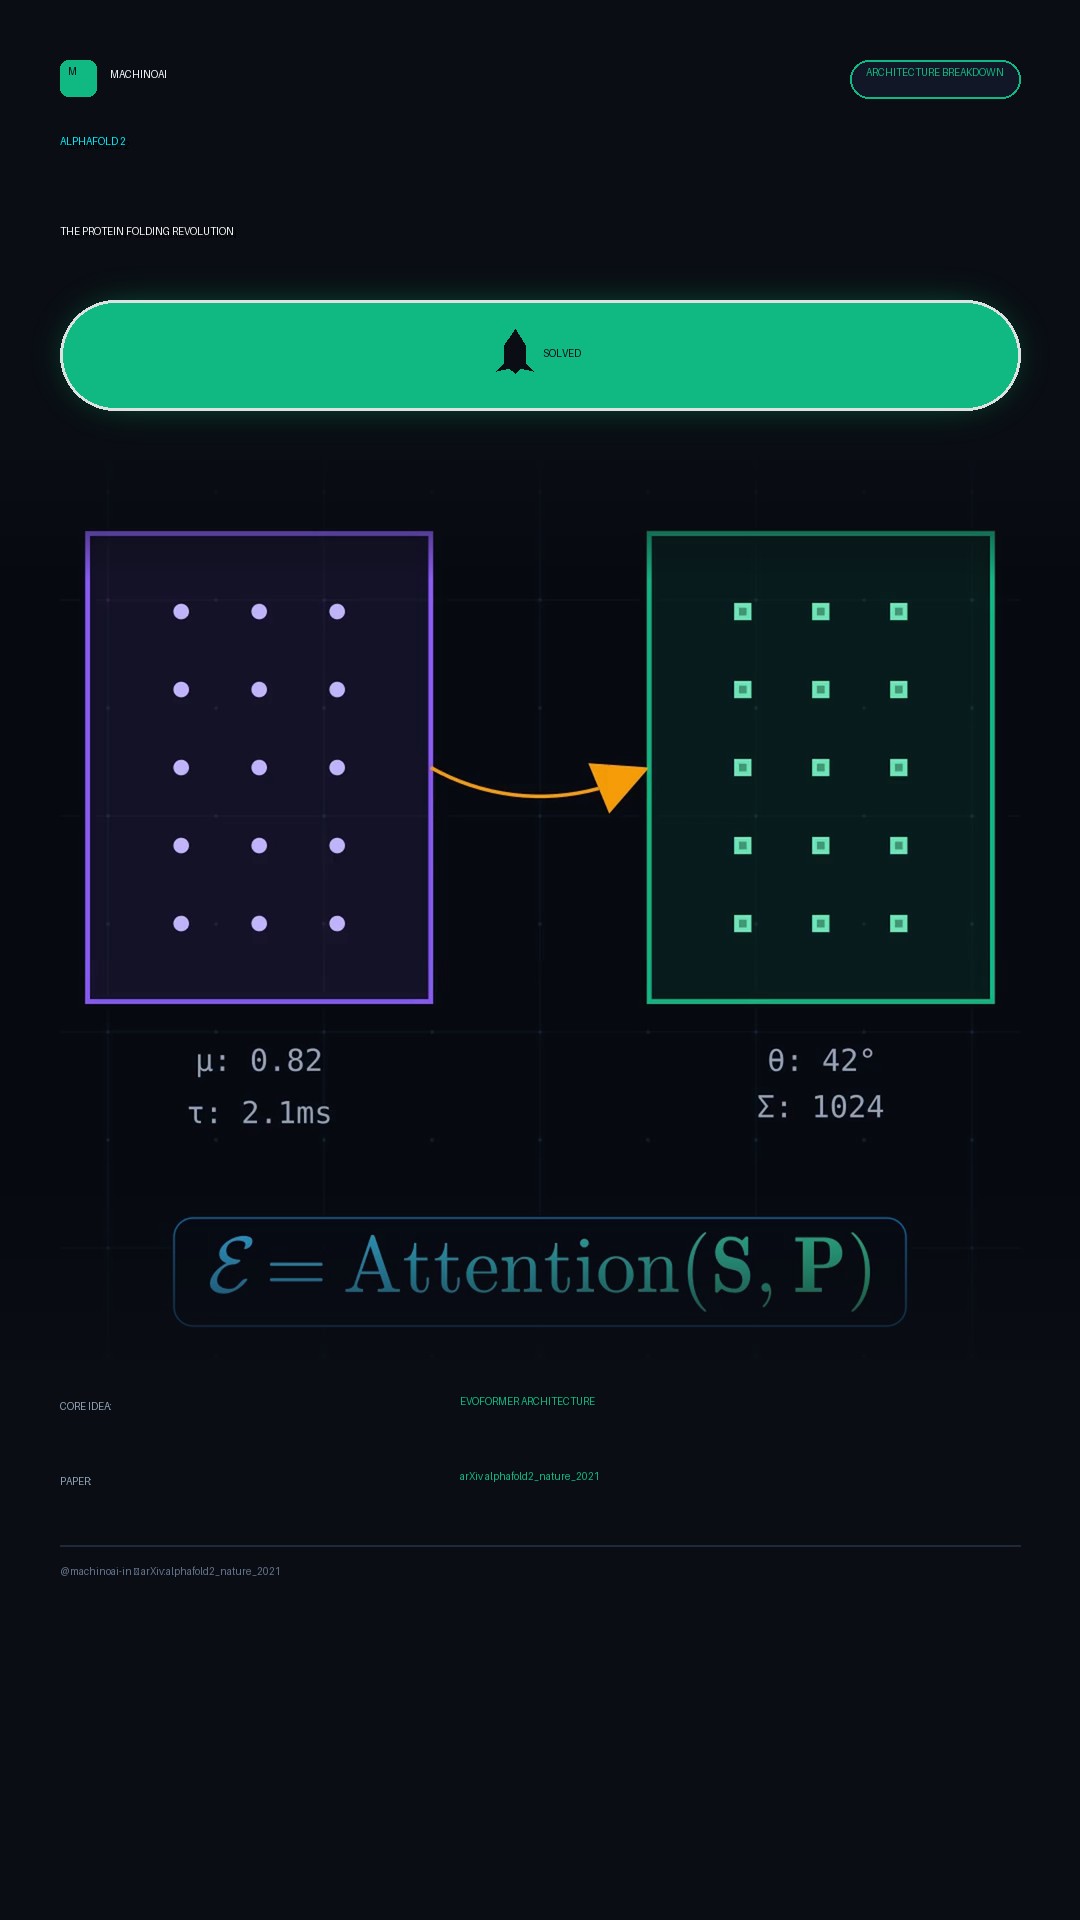 M
MACHINOAI
ARCHITECTURE BREAKDOWN
ALPHAFOLD 2
THE PROTEIN FOLDING REVOLUTION
SOLVED
μ: 0.82
τ: 2.1ms
θ: 42°
Σ: 1024
ℰ = Attention(S, P)
CORE IDEA:
EVOFORMER ARCHITECTURE
PAPER:
arXiv:alphafold2_nature_2021
@machinoai-in arXiv:alphafold2_nature_2021